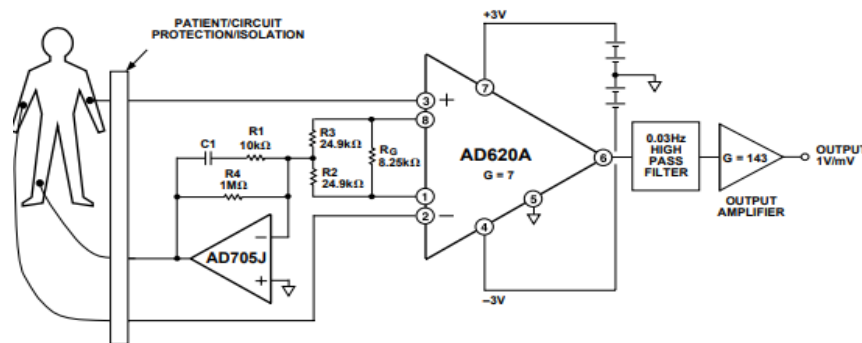 PATIENT/CIRCUIT
PROTECTION/ISOLATION
+3V
7
3
+
8
C1
R1
10kΩ
R3
24.9kΩ
RG
8.25kΩ
R4
1MΩ
R2
24.9kΩ
AD620A
G = 7
6
0.03Hz
HIGH
PASS
FILTER
G = 143
OUTPUT
1V/mV
OUTPUT
AMPLIFIER
1
2
–
5
4
AD705J
–
+
–3V